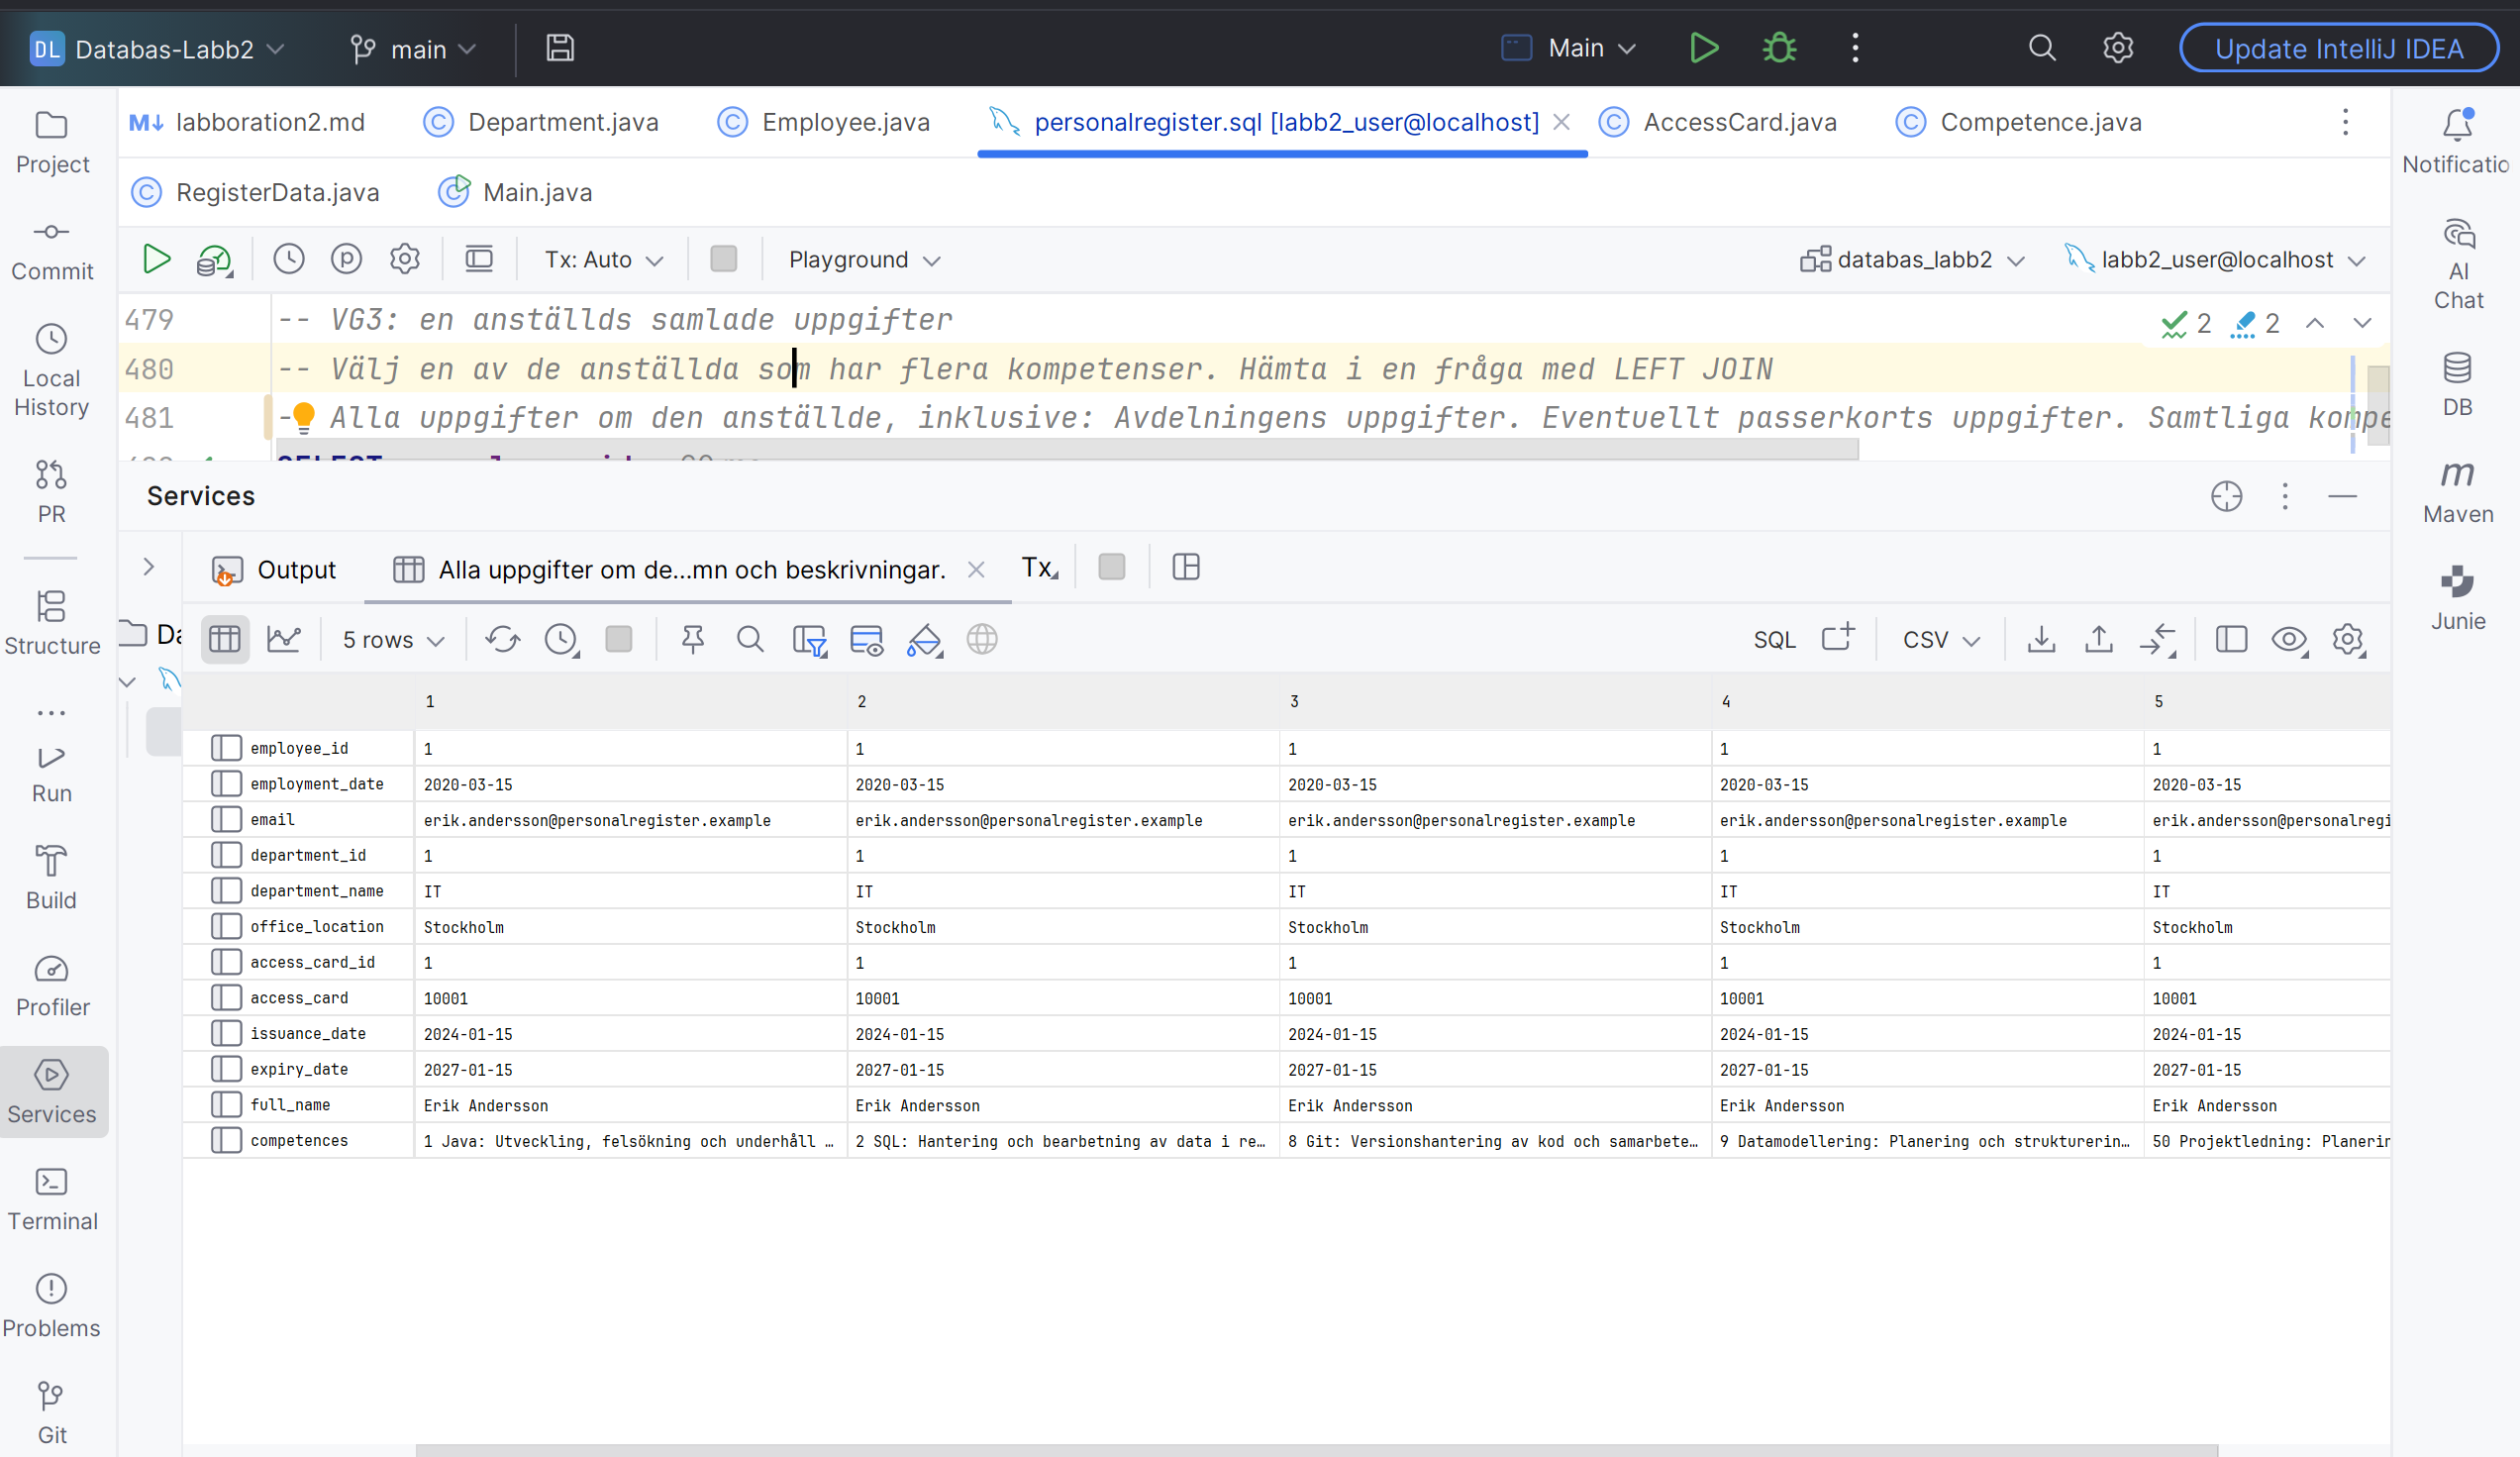 DL Databas-Labb2 main Main Update IntelliJ IDEA
labboration2.md Department.java Employee.java personalregister.sql [labb2_user@localhost] AccessCard.java Competence.java
RegisterData.java Main.java
Tx: Auto Playground databas_labb2 labb2_user@localhost
479 -- VG3: en anställds samlade uppgifter 2 2
480 -- Välj en av de anställda som har flera kompetenser. Hämta i en fråga med LEFT JOIN
481 - Alla uppgifter om den anställde, inklusive: Avdelningens uppgifter. Eventuellt passerkorts uppgifter. Samtliga kompe
Services
Output Alla uppgifter om de...mn och beskrivningar. Tx
Da
5 rows SQL CSV
1 2 3 4 5
employee_id 1 1 1 1 1
employment_date 2020-03-15 2020-03-15 2020-03-15 2020-03-15 2020-03-15
email erik.andersson@personalregister.example erik.andersson@personalregister.example erik.andersson@personalregister.example erik.andersson@personalregister.example erik.andersson@personalregi
department_id 1 1 1 1 1
department_name IT IT IT IT IT
office_location Stockholm Stockholm Stockholm Stockholm Stockholm
access_card_id 1 1 1 1 1
access_card 10001 10001 10001 10001 10001
issuance_date 2024-01-15 2024-01-15 2024-01-15 2024-01-15 2024-01-15
expiry_date 2027-01-15 2027-01-15 2027-01-15 2027-01-15 2027-01-15
full_name Erik Andersson Erik Andersson Erik Andersson Erik Andersson Erik Andersson
competences 1 Java: Utveckling, felsökning och underhåll … 2 SQL: Hantering och bearbetning av data i re… 8 Git: Versionshantering av kod och samarbete… 9 Datamodellering: Planering och strukturerin… 50 Projektledning: Planerin
Project
Commit
Local
History
PR
Structure
Run
Build
Profiler
Services
Terminal
Problems
Git
Notificatio
AI
Chat
DB
m
Maven
Junie